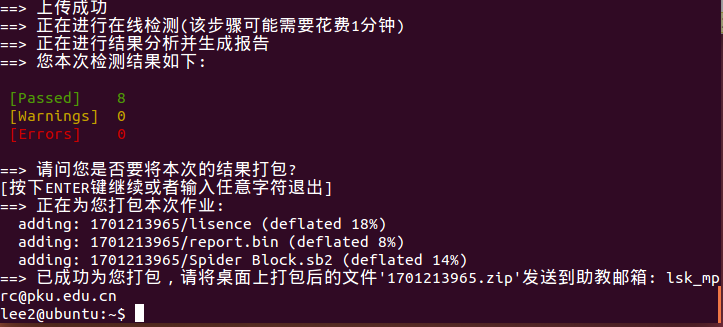 ==> 上传成功
==> 正在进行在线检测(该步骤可能需要花费1分钟)
==> 正在进行结果分析并生成报告
==> 您本次检测结果如下:
[Passed] 8
[Warnings] 0
[Errors] 0
==> 请问您是否要将本次的结果打包?
[按下ENTER键继续或者输入任意字符退出]
==> 正在为您打包本次作业:
adding: 1701213965/lisence (deflated 18%)
adding: 1701213965/report.bin (deflated 8%)
adding: 1701213965/Spider Block.sb2 (deflated 14%)
==> 已成功为您打包，请将桌面上打包后的文件'1701213965.zip'发送到助教邮箱: lsk_mp
rc@pku.edu.cn
lee2@ubuntu:~$